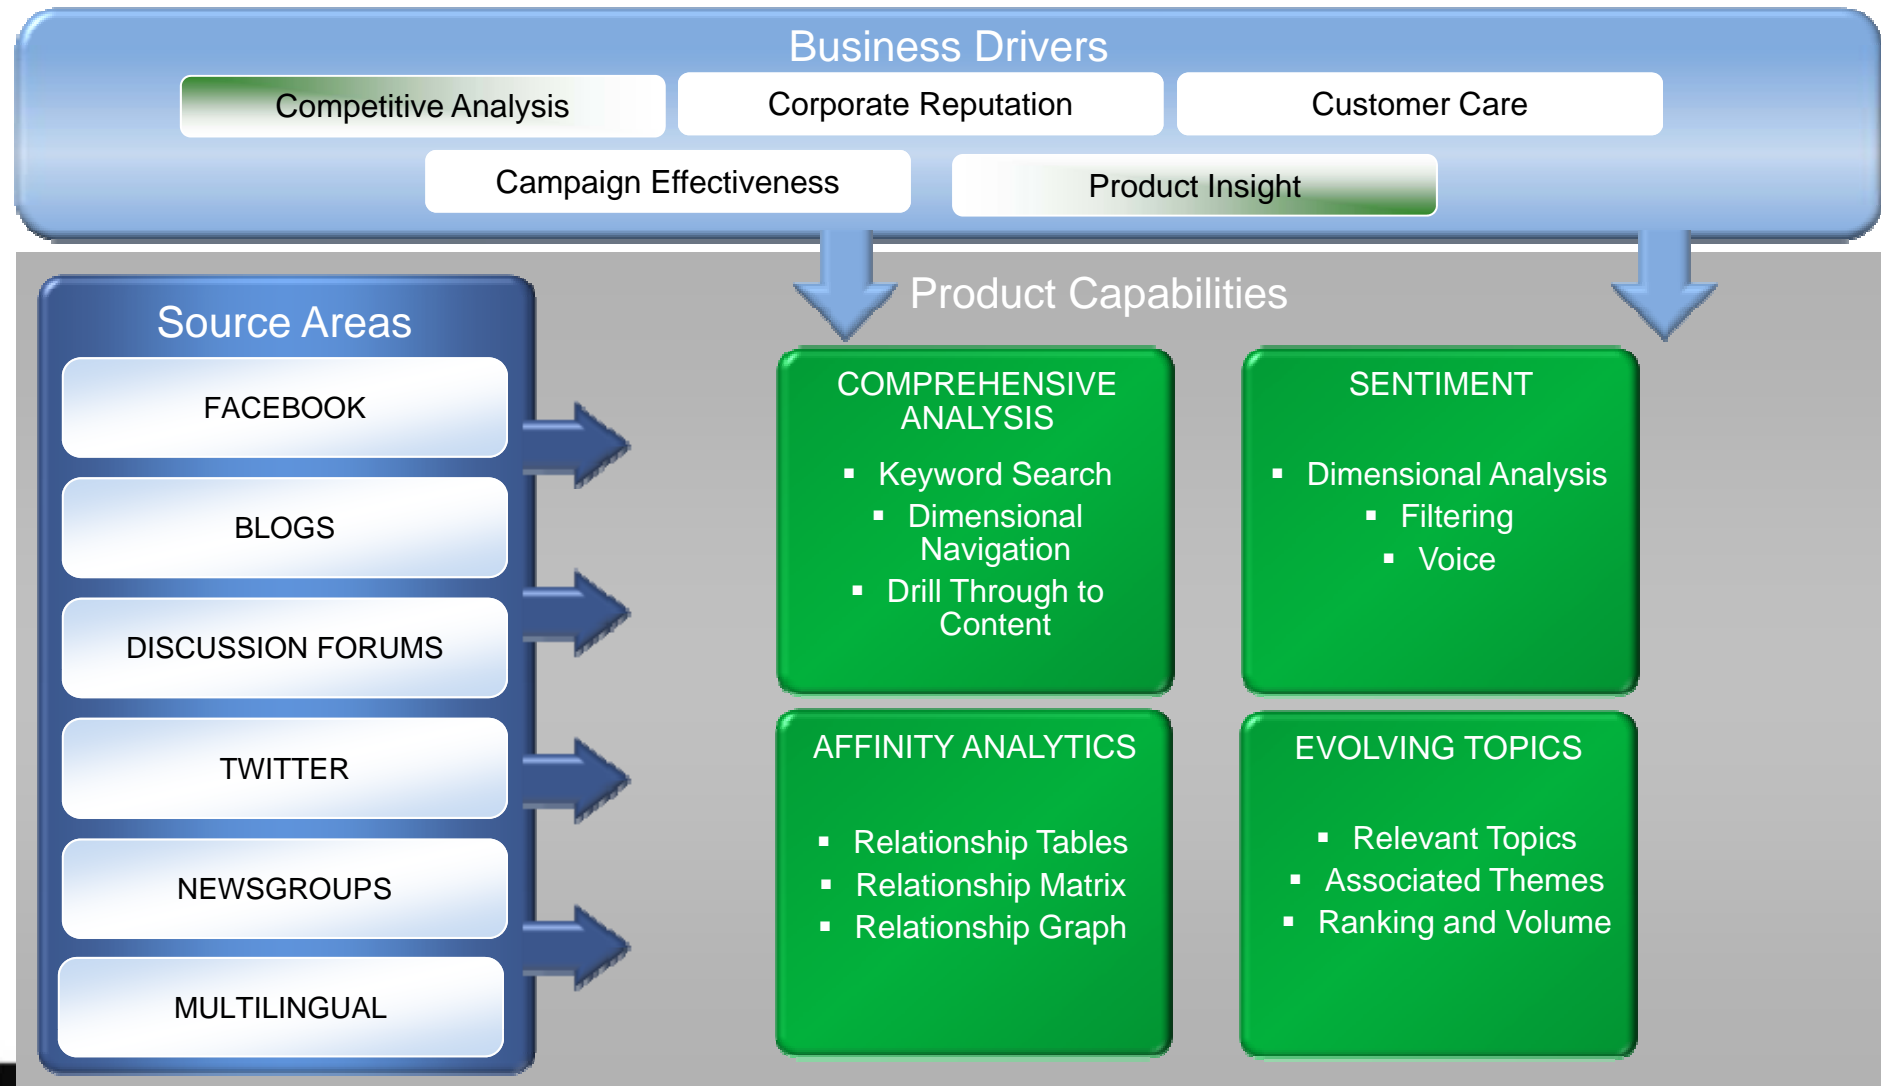 Business Drivers
Competitive Analysis
Corporate Reputation
Customer Care
Campaign Effectiveness
Product Insight
Product Capabilities
Source Areas
FACEBOOK
BLOGS
DISCUSSION FORUMS
TWITTER
NEWSGROUPS
MULTILINGUAL
COMPREHENSIVE
ANALYSIS
▪ Keyword Search
▪ Dimensional
Navigation
▪ Drill Through to
Content
SENTIMENT
▪ Dimensional Analysis
▪ Filtering
▪ Voice
AFFINITY ANALYTICS
▪ Relationship Tables
▪ Relationship Matrix
▪ Relationship Graph
EVOLVING TOPICS
▪ Relevant Topics
▪ Associated Themes
▪ Ranking and Volume